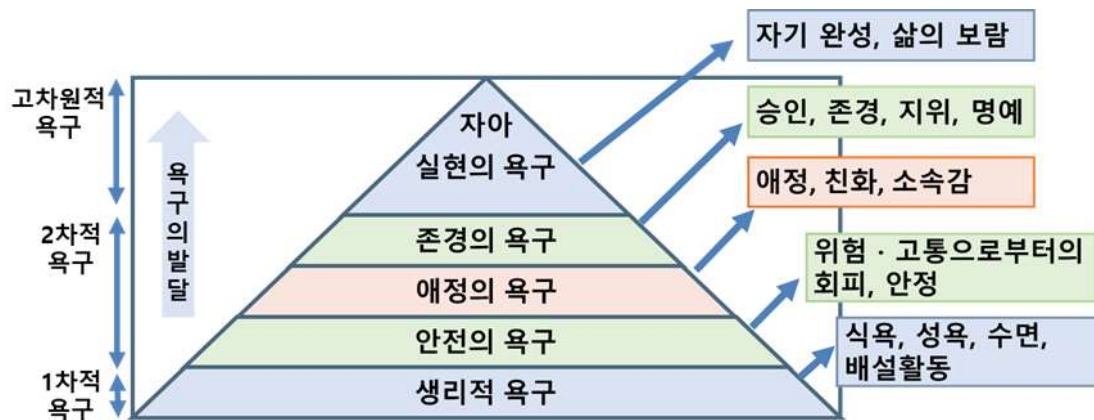 고차원적
욕구
2차적
욕구
1차적
욕구
욕구의발달
자아
실현의 욕구
존경의 욕구
애정의 욕구
안전의 욕구
생리적 욕구
자기 완성, 삶의 보람
승인, 존경, 지위, 명예
애정, 친화, 소속감
위험 · 고통으로부터의
회피, 안정
식욕, 성욕, 수면,
배설활동